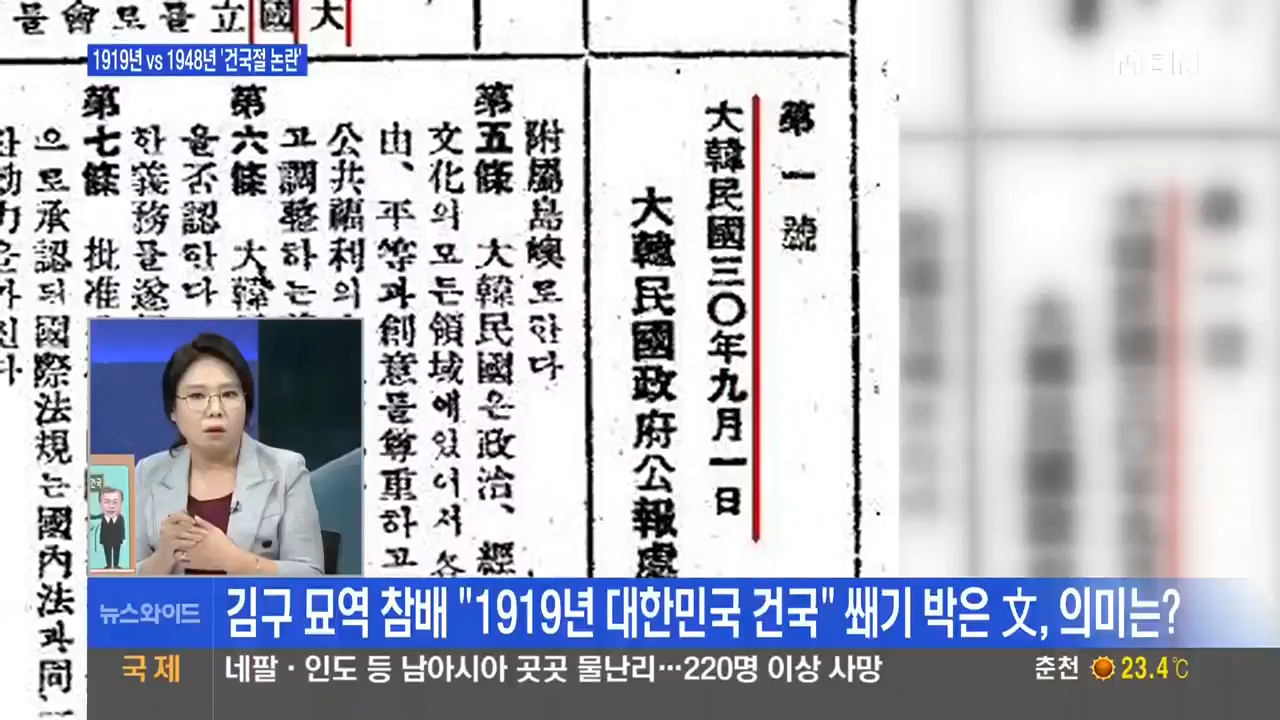 1919년 vs 1948년 '건국절 논란'
MBN
第一號
大韓民國三〇年九月一日
大韓民國政府公報處
附屬島嶼로한다
第五條 大韓民國은政治、經
文化의모든領域에있어서各
由、平等과創意를尊重하고
公共福利의
고調整하는
第六條 大韓
을否認한다
한義務를遂
第七條 批准
으로承認된國際法規는國內法과同
건국
뉴스와이드
김구 묘역 참배 "1919년 대한민국 건국" 쐐기 박은 文, 의미는?
국제
네팔·인도 등 남아시아 곳곳 물난리…220명 이상 사망
춘천 23.4℃